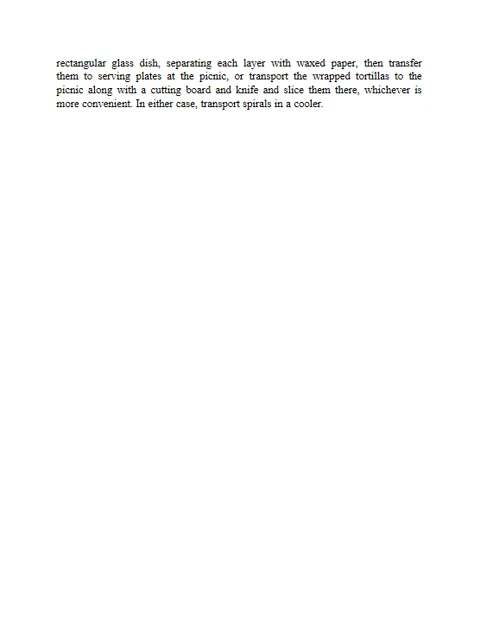 rectangular glass dish, separating each layer with waxed paper, then transfer
them to serving plates at the picnic, or transport the wrapped tortillas to the
picnic along with a cutting board and knife and slice them there, whichever is
more convenient. In either case, transport spirals in a cooler.